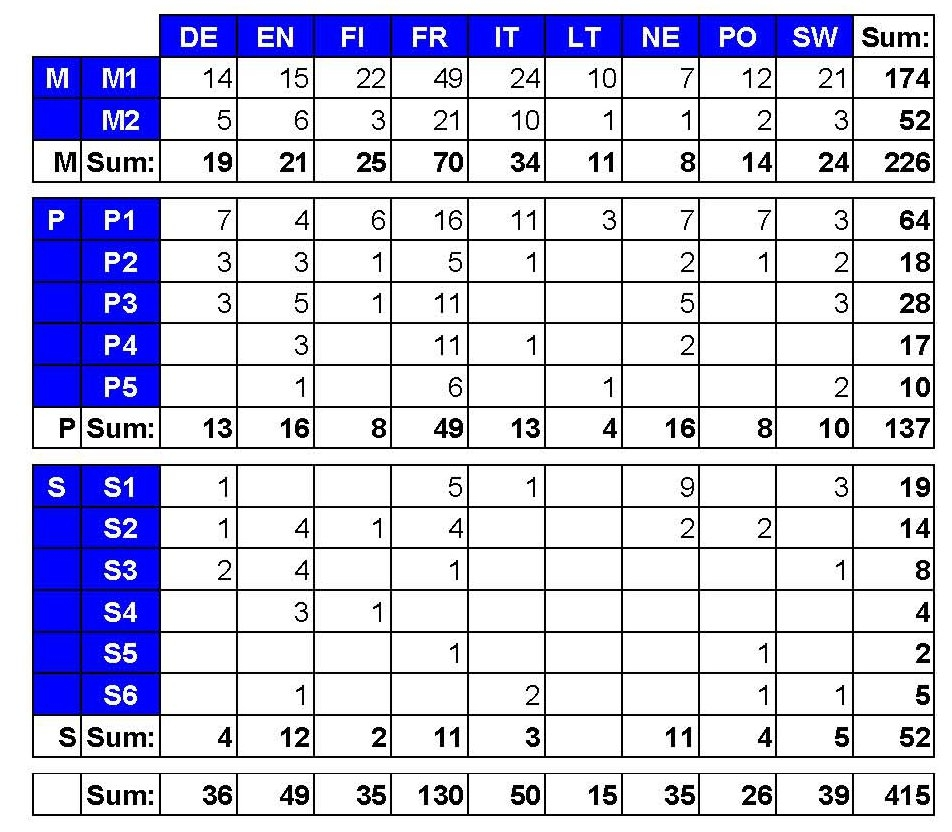 DE EN FI FR IT LT NE PO SW Sum:
M M1 14 15 22 49 24 10 7 12 21 174
M2 5 6 3 21 10 1 1 2 3 52
M Sum: 19 21 25 70 34 11 8 14 24 226
P P1 7 4 6 16 11 3 7 7 3 64
P2 3 3 1 5 1 2 1 2 18
P3 3 5 1 11 5 3 28
P4 3 11 1 2 17
P5 1 6 1 2 10
P Sum: 13 16 8 49 13 4 16 8 10 137
S S1 1 5 1 9 3 19
S2 1 4 1 4 2 2 14
S3 2 4 1 1 8
S4 3 1 4
S5 1 1 2
S6 1 2 1 1 5
S Sum: 4 12 2 11 3 11 4 5 52
Sum: 36 49 35 130 50 15 35 26 39 415